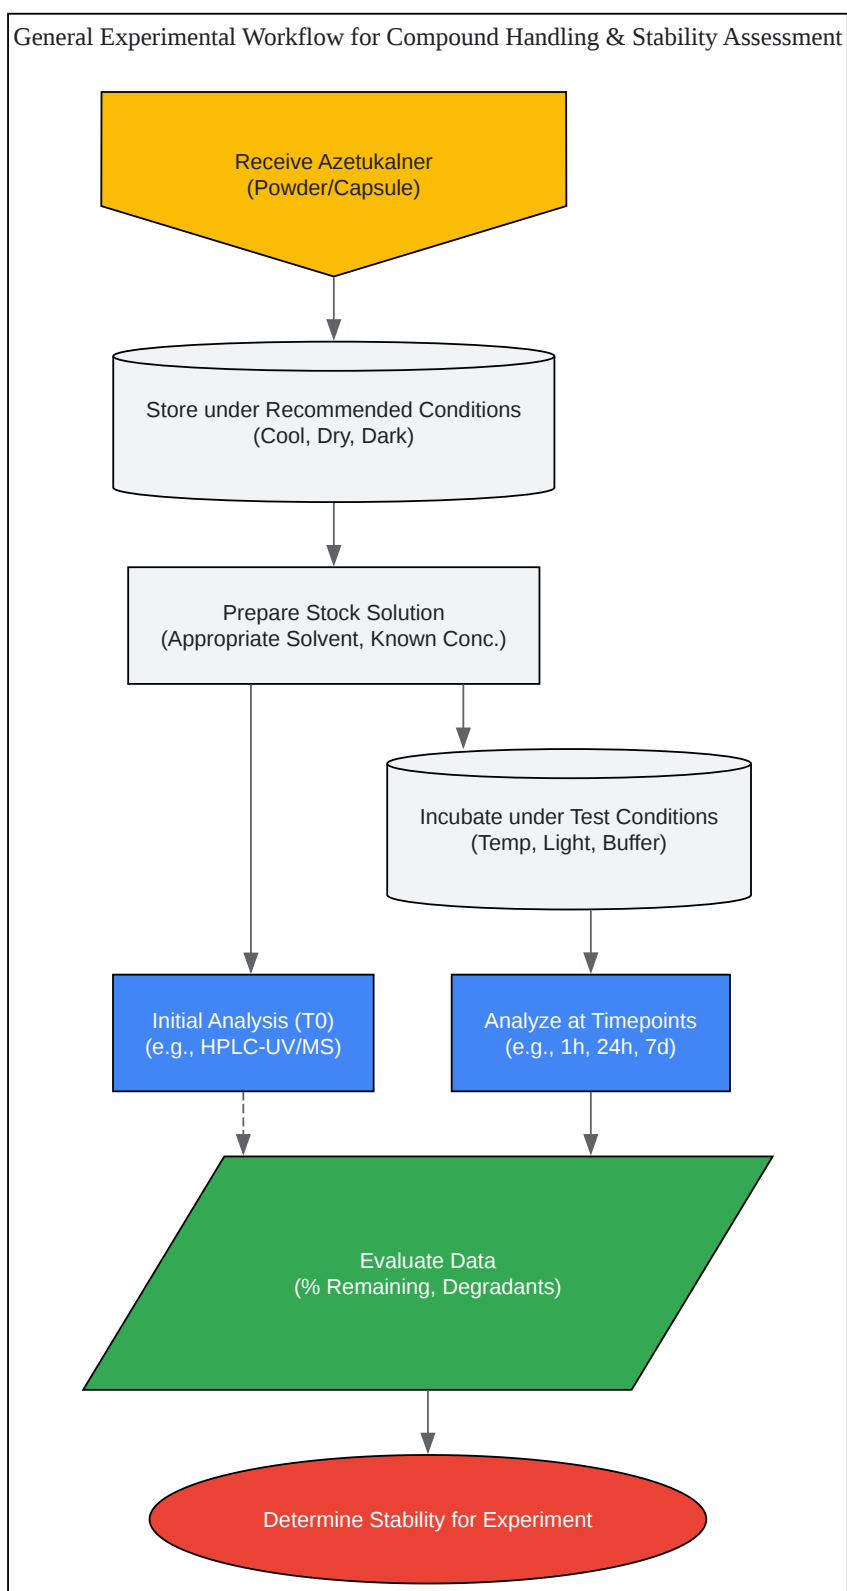 General Experimental Workflow for Compound Handling & Stability Assessment
Receive Azetukalner
(Powder/Capsule)
Store under Recommended Conditions
(Cool, Dry, Dark)
Prepare Stock Solution
(Appropriate Solvent, Known Conc.)
Incubate under Test Conditions
(Temp, Light, Buffer)
Initial Analysis (T0)
(e.g., HPLC-UV/MS)
Analyze at Timepoints
(e.g., 1h, 24h, 7d)
Evaluate Data
(% Remaining, Degradants)
Determine Stability for Experiment